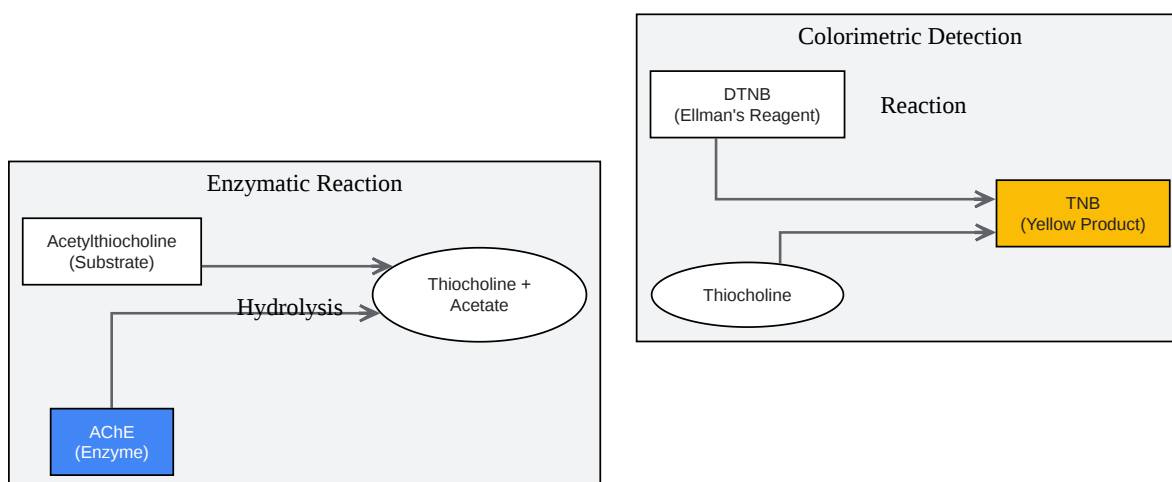 Enzymatic Reaction
Acetylthiocholine
(Substrate)
Hydrolysis
Thiocholine +
Acetate
AChE
(Enzyme)
Colorimetric Detection
DTNB
(Ellman's Reagent)
Reaction
TNB
(Yellow Product)
Thiocholine